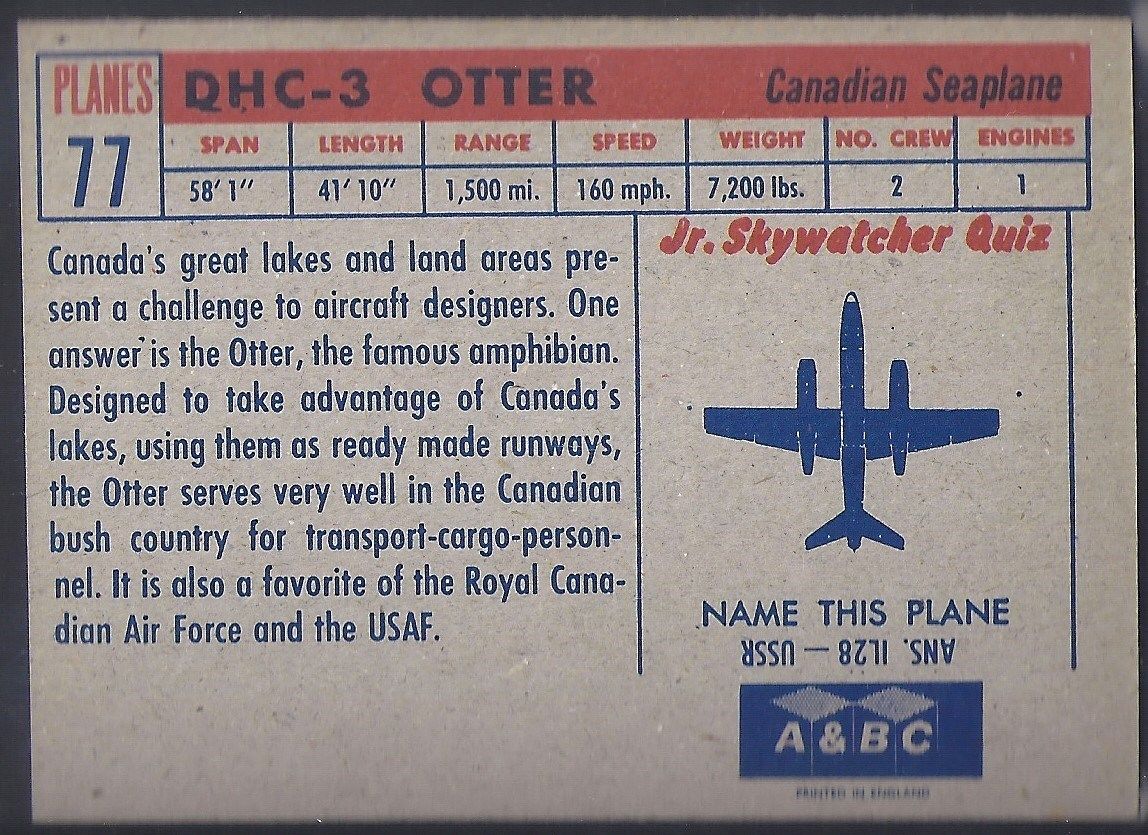 PLANES
77
DHC-3 OTTER Canadian Seaplane
SPAN LENGTH RANGE SPEED WEIGHT NO. CREW ENGINES
58' 1" 41' 10" 1,500 mi. 160 mph. 7,200 lbs. 2 1
Canada's great lakes and land areas pre-
sent a challenge to aircraft designers. One
answer is the Otter, the famous amphibian.
Designed to take advantage of Canada's
lakes, using them as ready made runways,
the Otter serves very well in the Canadian
bush country for transport-cargo-person-
nel. It is also a favorite of the Royal Cana-
dian Air Force and the USAF.
Jr. Skywatcher Quiz
NAME THIS PLANE
ANS. IL28 — USSR
A & B C
PRINTED IN ENGLAND